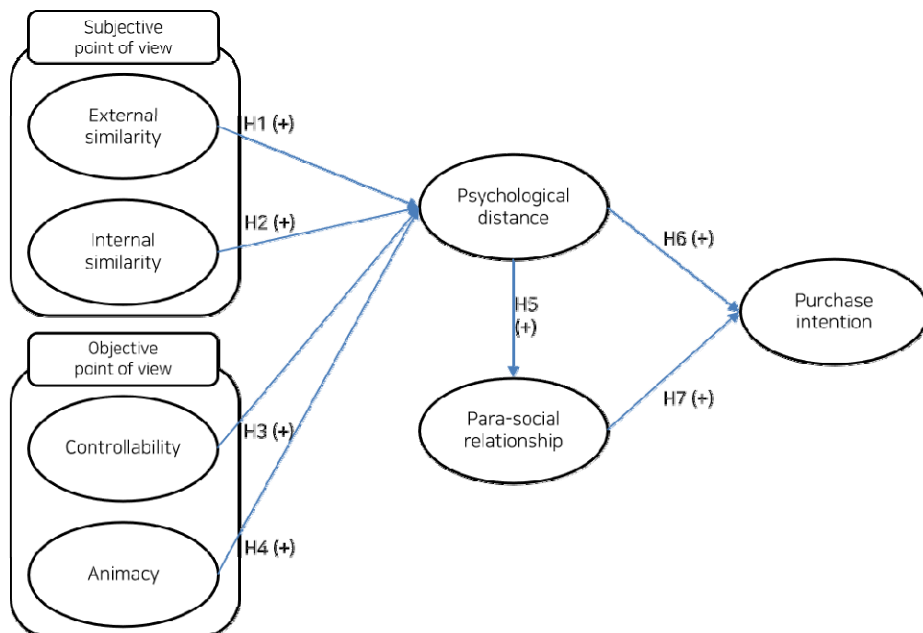 Subjective
point of view
External
similarity
H1 (+)
Internal
similarity
H2 (+)
Psychological
distance
H6 (+)
H5
(+)
Purchase
intention
Objective
point of view
Controllability
H3 (+)
Para-social
relationship
H7 (+)
Animacy
H4 (+)